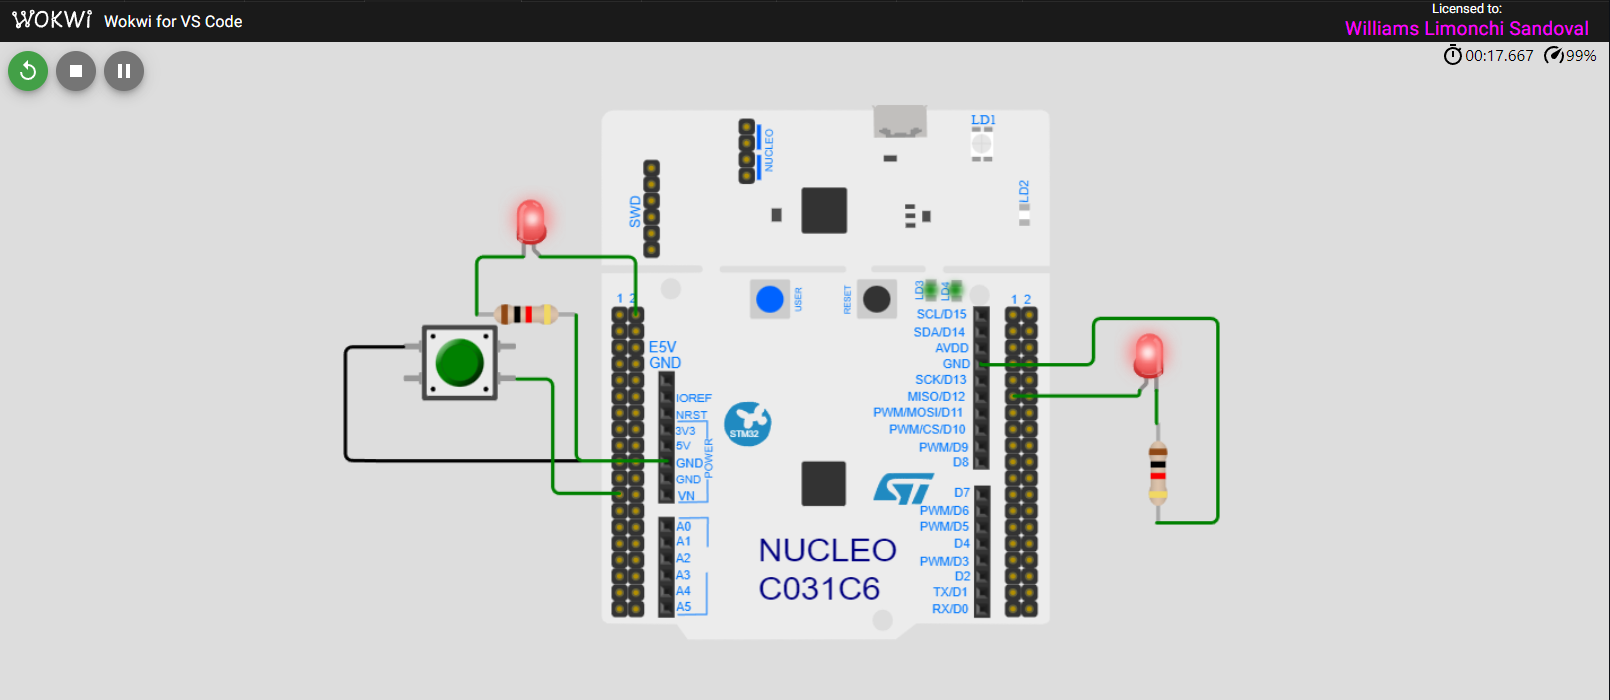 WOKWI Wokwi for VS Code
Licensed to:
Williams Limonchi Sandoval
00:17.667 99%
NUCLEO
SWD
LD1
LD2
USER
RESET
LD3
LD4
1 2
E5V
GND
IOREF
NRST
3V3
5V
GND
GND
VN
POWER
A0
A1
A2
A3
A4
A5
STM32
1 2
SCL/D15
SDA/D14
AVDD
GND
SCK/D13
MISO/D12
PWM/MOSI/D11
PWM/CS/D10
PWM/D9
D8
D7
PWM/D6
PWM/D5
D4
PWM/D3
D2
TX/D1
RX/D0
ST
NUCLEO
C031C6